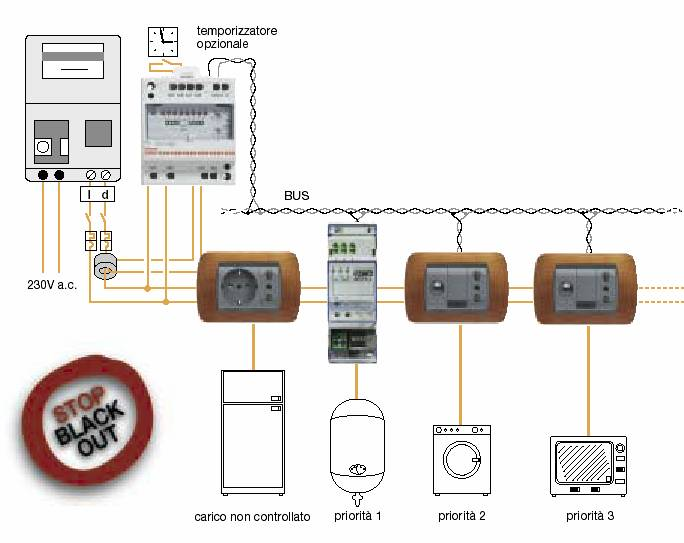 temporizzatore
opzionale
BUS
I d
230V a.c.
STOP
BLACK
OUT
carico non controllato
priorità 1
priorità 2
priorità 3